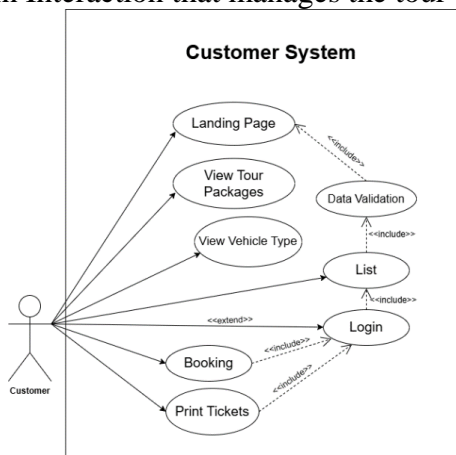 n Interaction that manages the tour
Customer System
Landing Page
<<include>>
View Tour
Packages
Data Validation
View Vehicle Type
<<include>>
List
<<include>>
<<extend>>
Login
<<include>>
Booking
<<include>>
Customer
Print Tickets